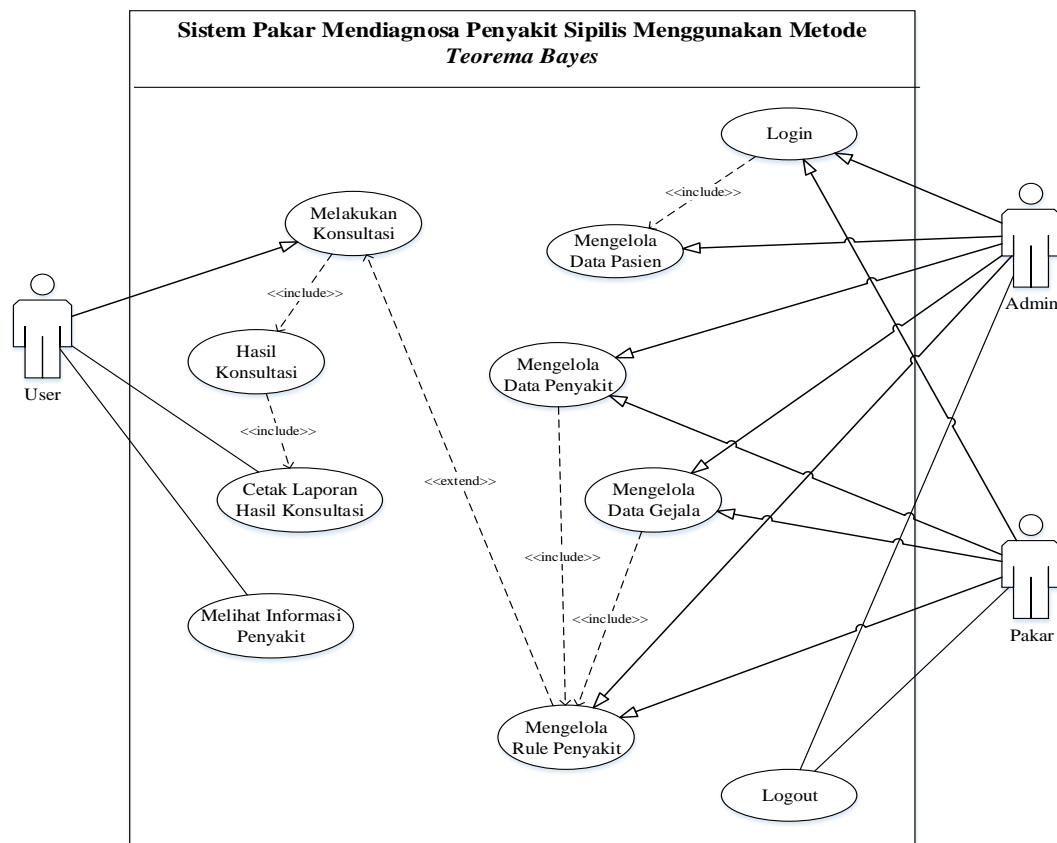 Sistem Pakar Mendiagnosa Penyakit Sipilis Menggunakan Metode
Teorema Bayes
Login
<<include>>
Melakukan
Konsultasi
Mengelola
Data Pasien
<<include>>
Admin
Hasil
Konsultasi
Mengelola
Data Penyakit
User
<<include>>
<<extend>>
Cetak Laporan
Hasil Konsultasi
Mengelola
Data Gejala
<<include>>
Melihat Informasi
Penyakit
<<include>>
Pakar
Mengelola
Rule Penyakit
Logout